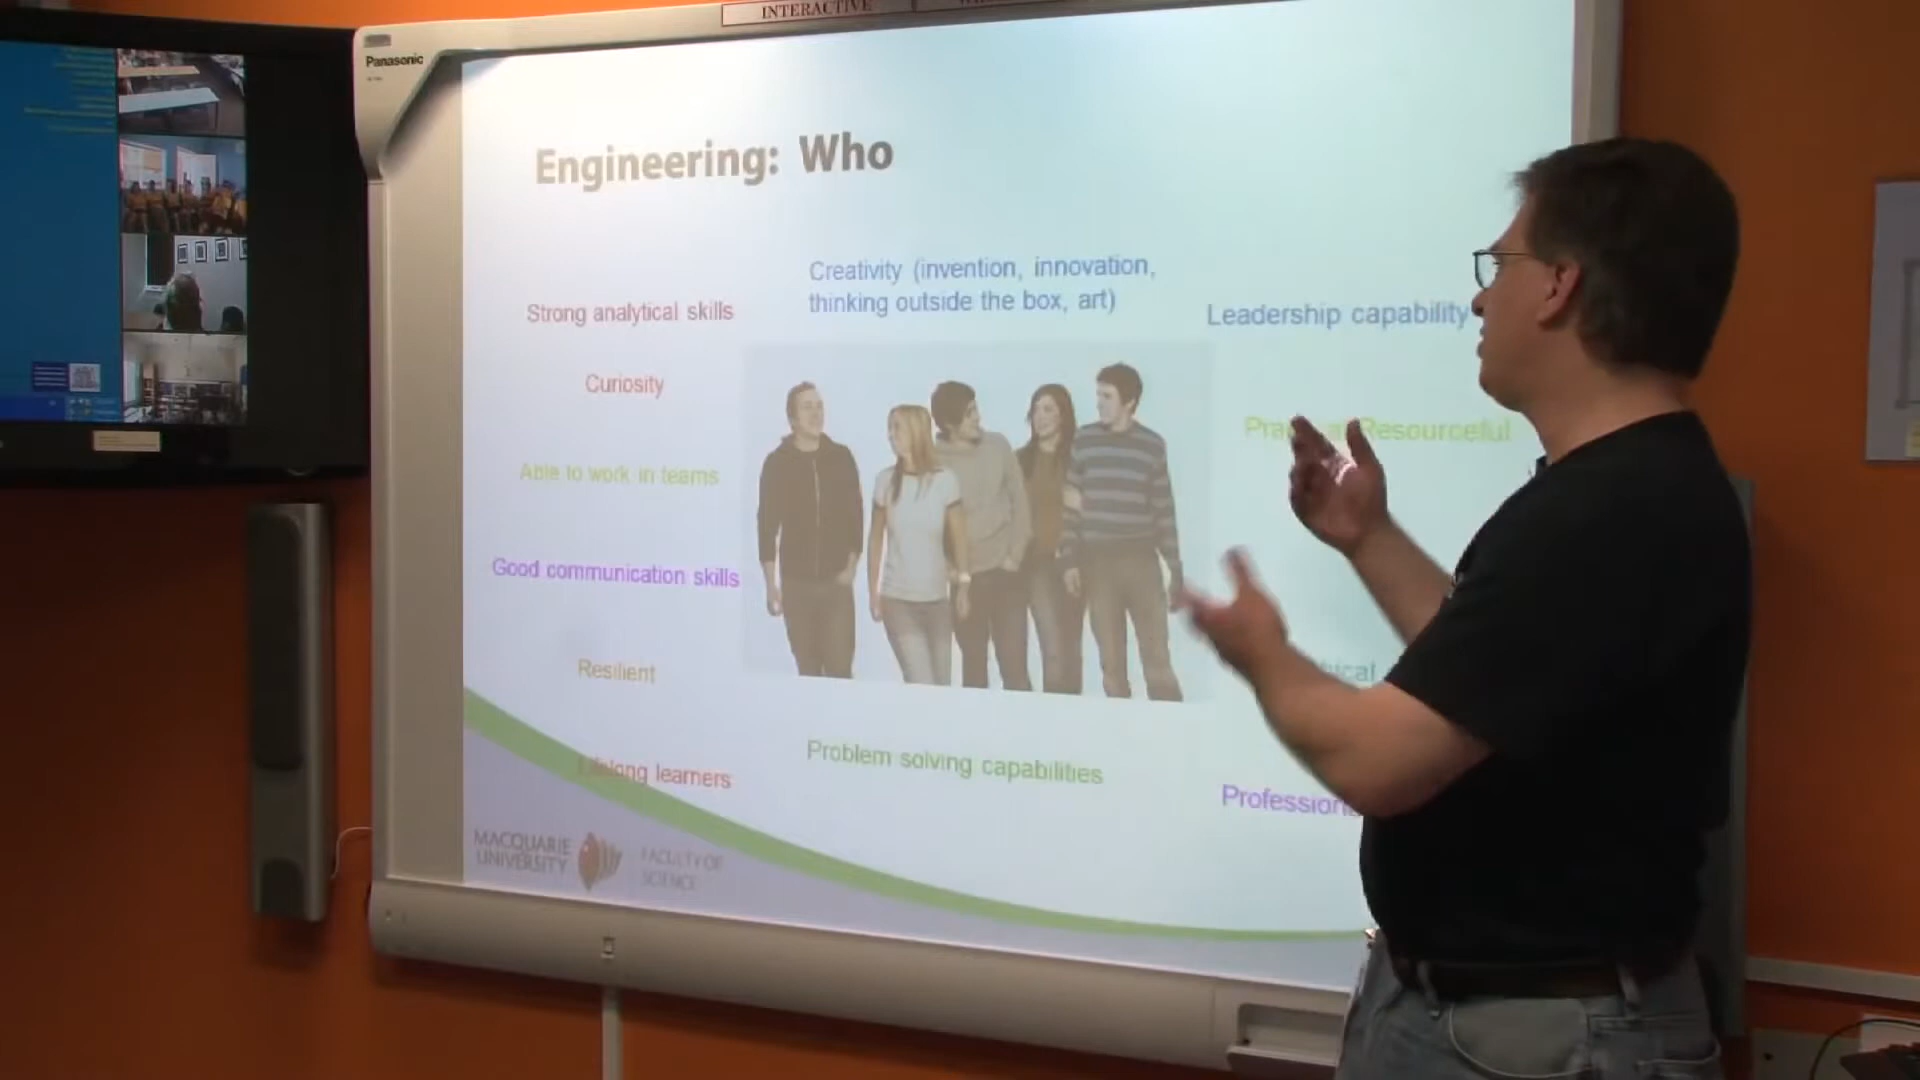 INTERACTIVE
Panasonic
Engineering: Who
Creativity (invention, innovation,
thinking outside the box, art)
Strong analytical skills
Leadership capability
Curiosity
Resourceful
Able to work in teams
Good communication skills
Resilient
Problem solving capabilities
Lifelong learners
MACQUARIE
UNIVERSITY
FACULTY OF
SCIENCE